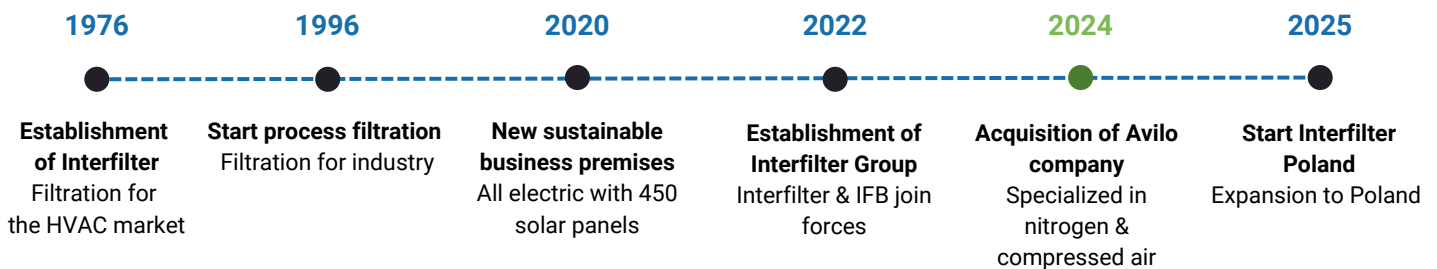 1976
Establishment
of Interfilter
Filtration for
the HVAC market
1996
Start process filtration
Filtration for industry
2020
New sustainable
business premises
All electric with 450
solar panels
2022
Establishment of
Interfilter Group
Interfilter & IFB join
forces
2024
Acquisition of Avilo
company
Specialized in
nitrogen &
compressed air
2025
Start Interfilter
Poland
Expansion to Poland